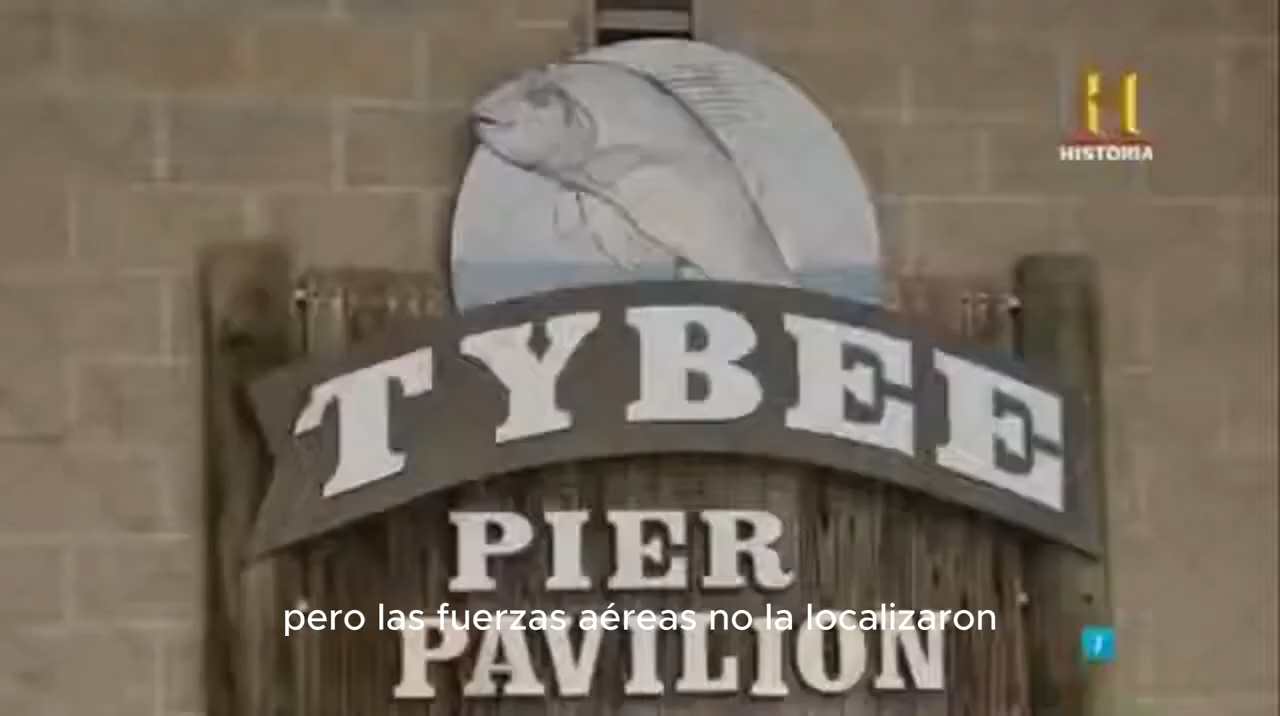 HISTORIA
TYBEE
PIER
pero las fuerzas aéreas no la localizaron
PAVILION